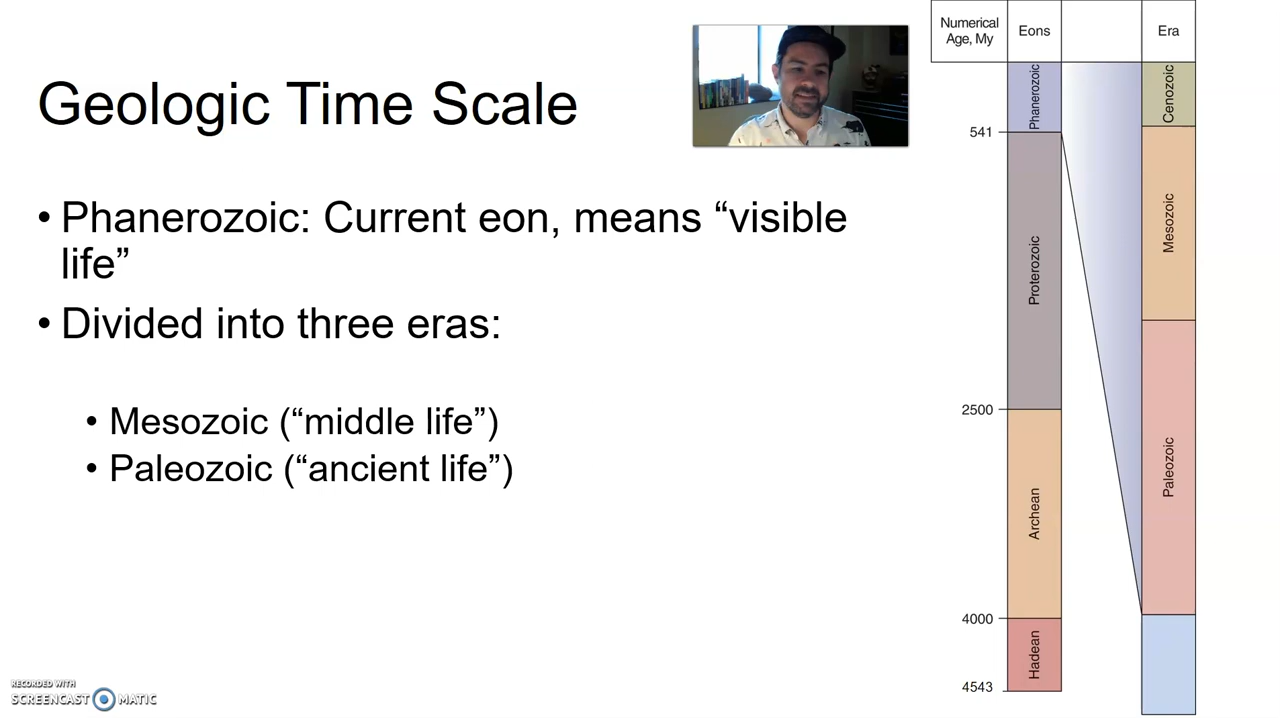 Geologic Time Scale
• Phanerozoic: Current eon, means “visible
life”
• Divided into three eras:
• Mesozoic (“middle life”)
• Paleozoic (“ancient life”)
Numerical
Age, My
Eons
Era
Phanerozoic
Cenozoic
541
Mesozoic
Proterozoic
2500
Paleozoic
Archean
4000
Hadean
4543
RECORDED WITH
SCREENCAST MATIC